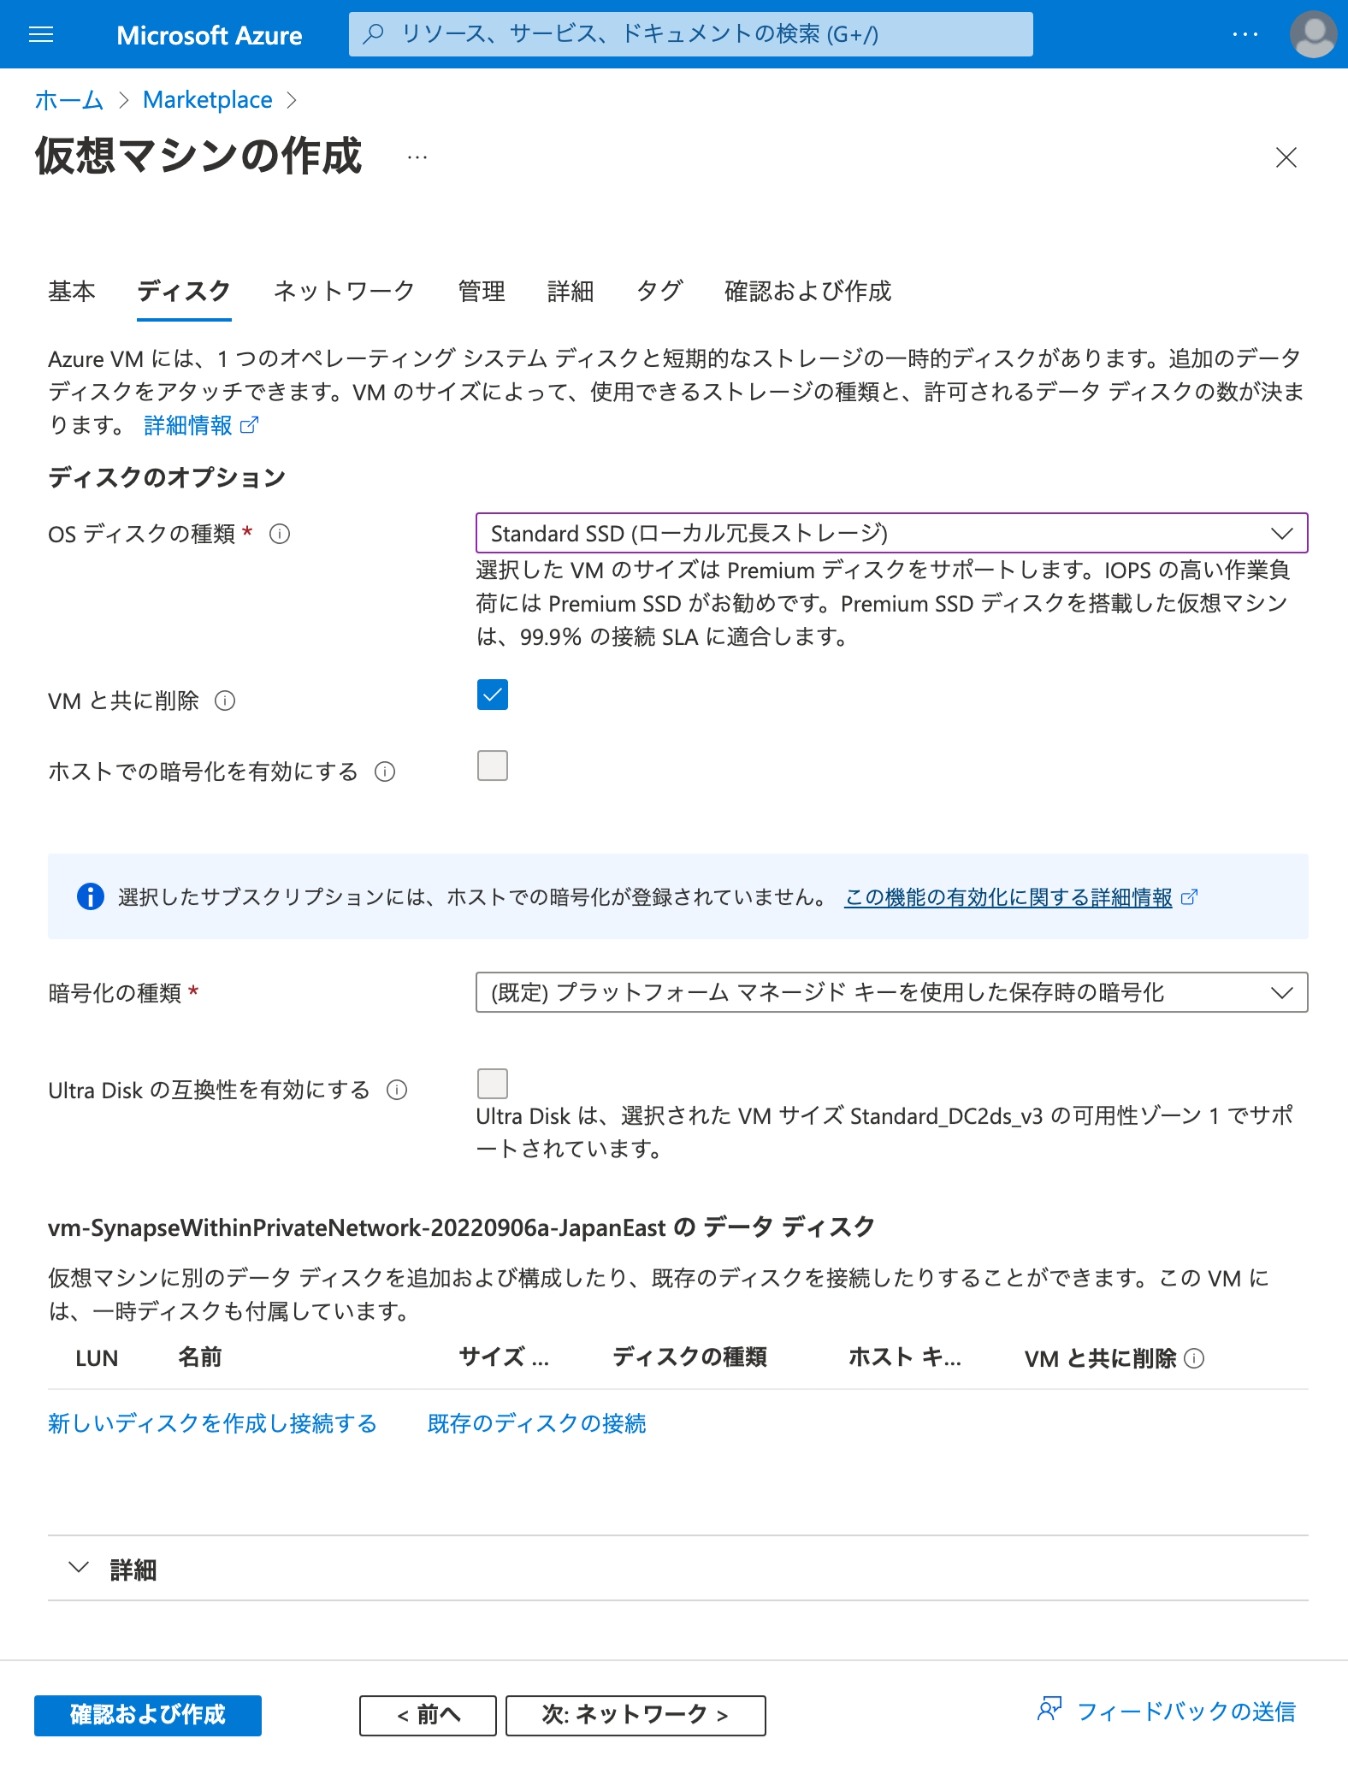 Microsoft Azure
リソース、サービス、ドキュメントの検索 (G+/)
ホーム > Marketplace >
仮想マシンの作成 …
基本 ディスク ネットワーク 管理 詳細 タグ 確認および作成
Azure VM には、1 つのオペレーティング システム ディスクと短期的なストレージの一時的ディスクがあります。追加のデータ
ディスクをアタッチできます。VM のサイズによって、使用できるストレージの種類と、許可されるデータ ディスクの数が決ま
ります。 詳細情報
ディスクのオプション
OS ディスクの種類 *
Standard SSD (ローカル冗長ストレージ)
選択した VM のサイズは Premium ディスクをサポートします。IOPS の高い作業負
荷には Premium SSD がお勧めです。Premium SSD ディスクを搭載した仮想マシン
は、99.9% の接続 SLA に適合します。
VM と共に削除
ホストでの暗号化を有効にする
選択したサブスクリプションには、ホストでの暗号化が登録されていません。 この機能の有効化に関する詳細情報
暗号化の種類 *
(既定) プラットフォーム マネージド キーを使用した保存時の暗号化
Ultra Disk の互換性を有効にする
Ultra Disk は、選択された VM サイズ Standard_DC2ds_v3 の可用性ゾーン 1 でサポ
ートされています。
vm-SynapseWithinPrivateNetwork-20220906a-JapanEast の データ ディスク
仮想マシンに別のデータ ディスクを追加および構成したり、既存のディスクを接続したりすることができます。この VM に
は、一時ディスクも付属しています。
LUN 名前 サイズ ... ディスクの種類 ホスト キ... VM と共に削除
新しいディスクを作成し接続する 既存のディスクの接続
詳細
確認および作成 < 前へ 次: ネットワーク > フィードバックの送信